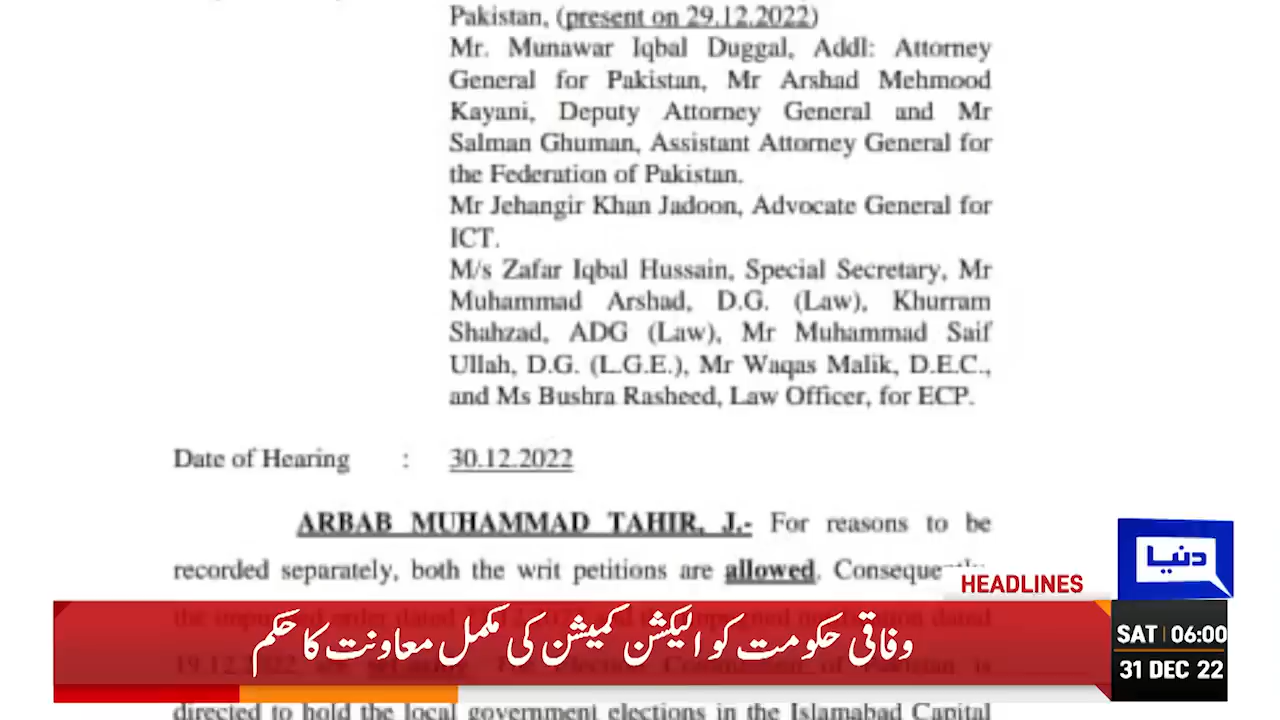 Pakistan, (present on 29.12.2022)
Mr. Munawar Iqbal Duggal, Addl: Attorney
General for Pakistan, Mr Arshad Mehmood
Kayani, Deputy Attorney General and Mr
Salman Ghuman, Assistant Attorney General for
the Federation of Pakistan.
Mr Jehangir Khan Jadoon, Advocate General for
ICT.
M/s Zafar Iqbal Hussain, Special Secretary, Mr
Muhammad Arshad, D.G. (Law), Khurram
Shahzad, ADG (Law), Mr Muhammad Saif
Ullah, D.G. (L.G.E.), Mr Waqas Malik, D.E.C.,
and Ms Bushra Rasheed, Law Officer, for ECP.
Date of Hearing : 30.12.2022
ARBAB MUHAMMAD TAHIR, J.- For reasons to be
recorded separately, both the writ petitions are allowed.
دنیا
HEADLINES
وفاقی حکومت کو الیکشن کمیشن کی مکمل معاونت کا حکم
SAT 06:00
31 DEC 22
19.12.2022
directed to hold the local government elections in the Islamabad Capital